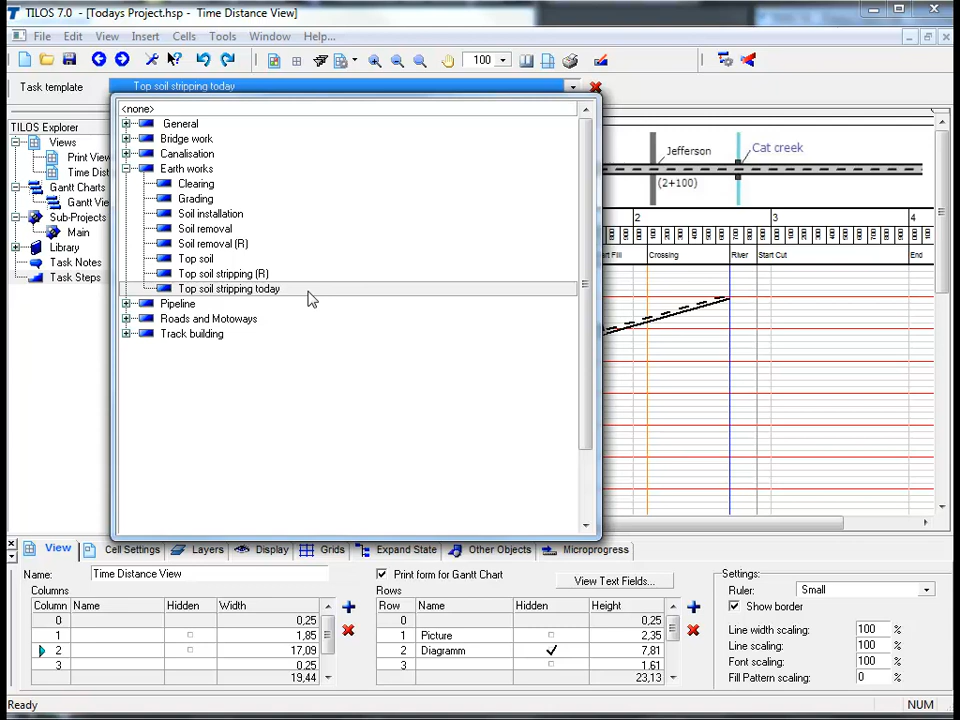 TILOS 7.0 - [Todays Project.hsp - Time Distance View]
File Edit View Insert Cells Tools Window Help...
100
Task template Top soil stripping today
<none>
General
Bridge work
Canalisation
Earth works
Clearing
Grading
Soil installation
Soil removal
Soil removal (R)
Top soil
Top soil stripping (R)
Top soil stripping today
Pipeline
Roads and Motoways
Track building
TILOS Explorer
Views
Print View
Time Dist
Gantt Charts
Gantt Vie
Sub-Projects
Main
Library
Task Notes
Task Steps
Jefferson
Cat creek
(2+100)
2 3 4
Fill Crossing River Start Cut End
View Cell Settings Layers Display Grids Expand State Other Objects Microprogress
Name: Time Distance View
Columns
Column Name Hidden Width
0 0,25
1 1,85
2 17,09
3 0,25
19,44
Print form for Gantt Chart
View Text Fields...
Rows
Row Name Hidden Height
0 0,25
1 Picture 2,35
2 Diagramm 7,81
3 1,61
23,13
Settings:
Ruler: Small
Show border
Line width scaling: 100 %
Line scaling: 100 %
Font scaling: 100 %
Fill Pattern scaling: 0 %
Ready NUM